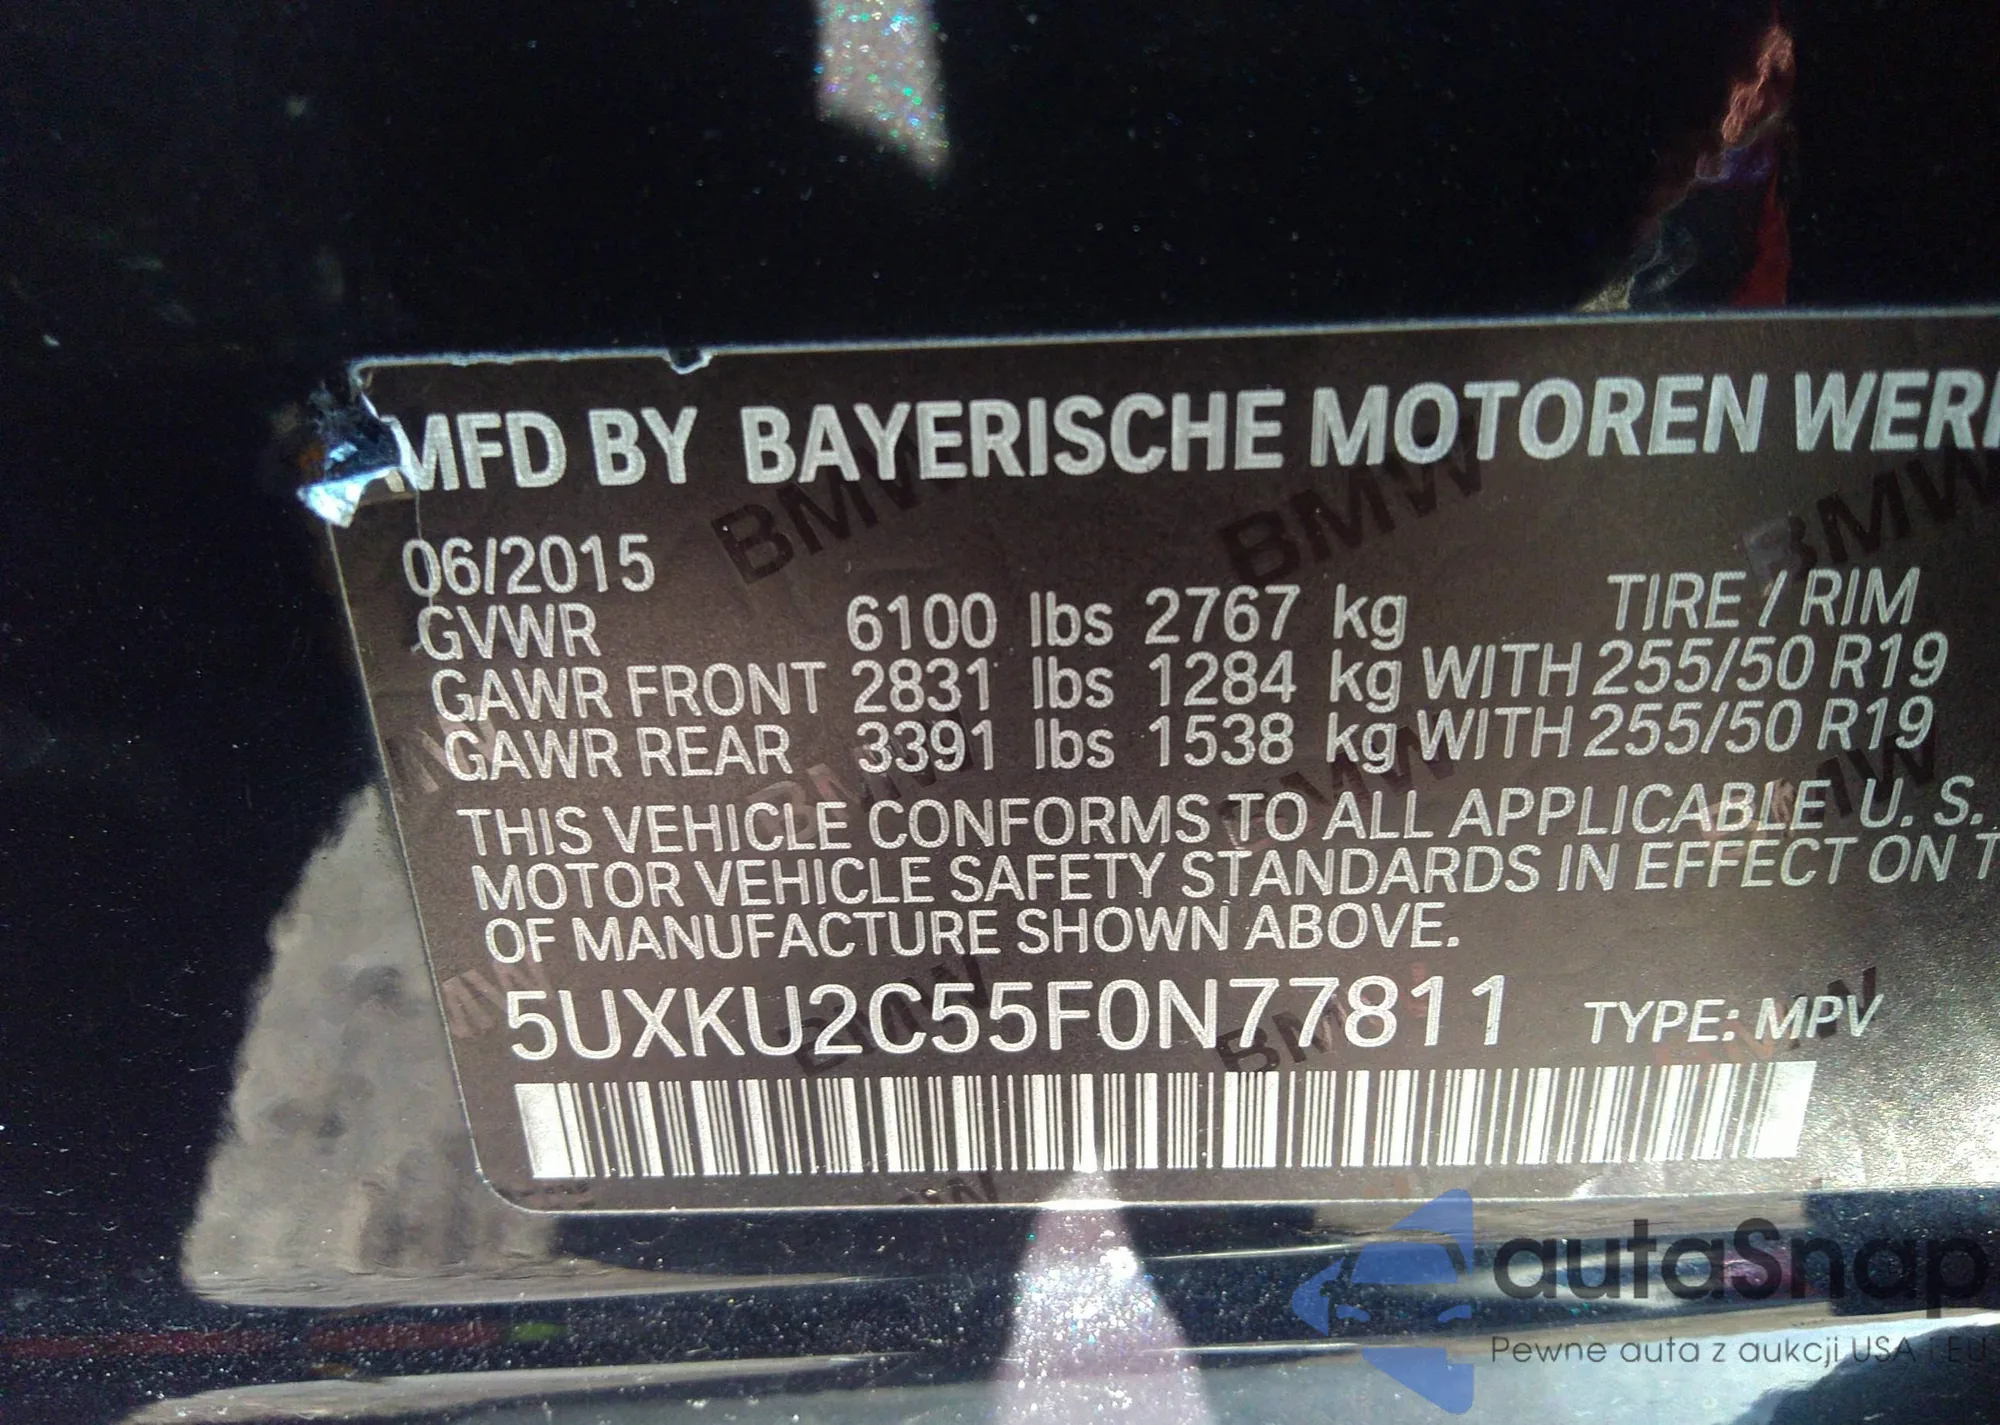 MFD BY BAYERISCHE MOTOREN WER
06/2015
GVWR 6100 lbs 2767 kg TIRE / RIM
GAWR FRONT 2831 lbs 1284 kg WITH 255/50 R19
GAWR REAR 3391 lbs 1538 kg WITH 255/50 R19
THIS VEHICLE CONFORMS TO ALL APPLICABLE U. S.
MOTOR VEHICLE SAFETY STANDARDS IN EFFECT ON T
OF MANUFACTURE SHOWN ABOVE.
5UXKU2C55F0N77811 TYPE: MPV
autaSnap
Pewne auta z aukcji USA i EU